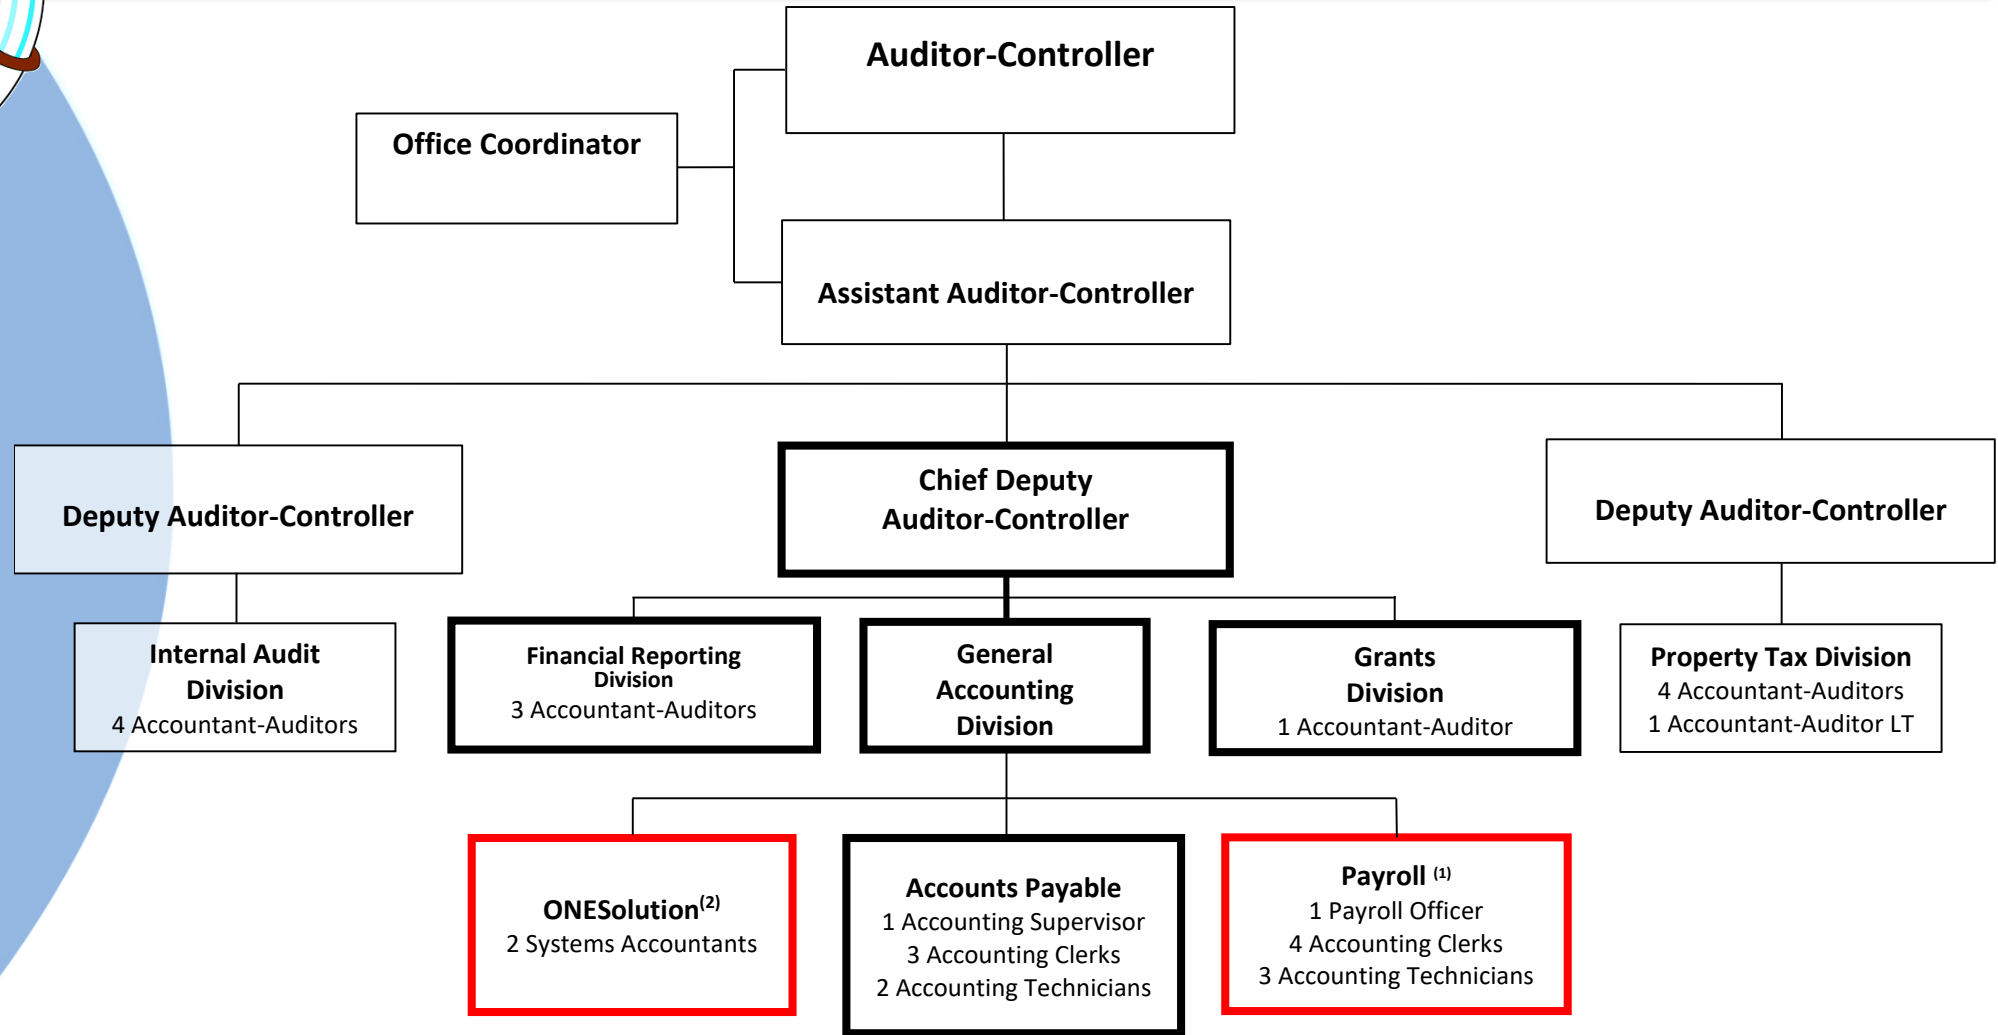 Auditor-Controller
Office Coordinator
Assistant Auditor-Controller
Deputy Auditor-Controller
Chief Deputy
Auditor-Controller
Deputy Auditor-Controller
Internal Audit
Division
4 Accountant-Auditors
Financial Reporting
Division
3 Accountant-Auditors
General
Accounting
Division
Grants
Division
1 Accountant-Auditor
Property Tax Division
4 Accountant-Auditors
1 Accountant-Auditor LT
ONESolution(2)
2 Systems Accountants
Accounts Payable
1 Accounting Supervisor
3 Accounting Clerks
2 Accounting Technicians
Payroll (1)
1 Payroll Officer
4 Accounting Clerks
3 Accounting Technicians